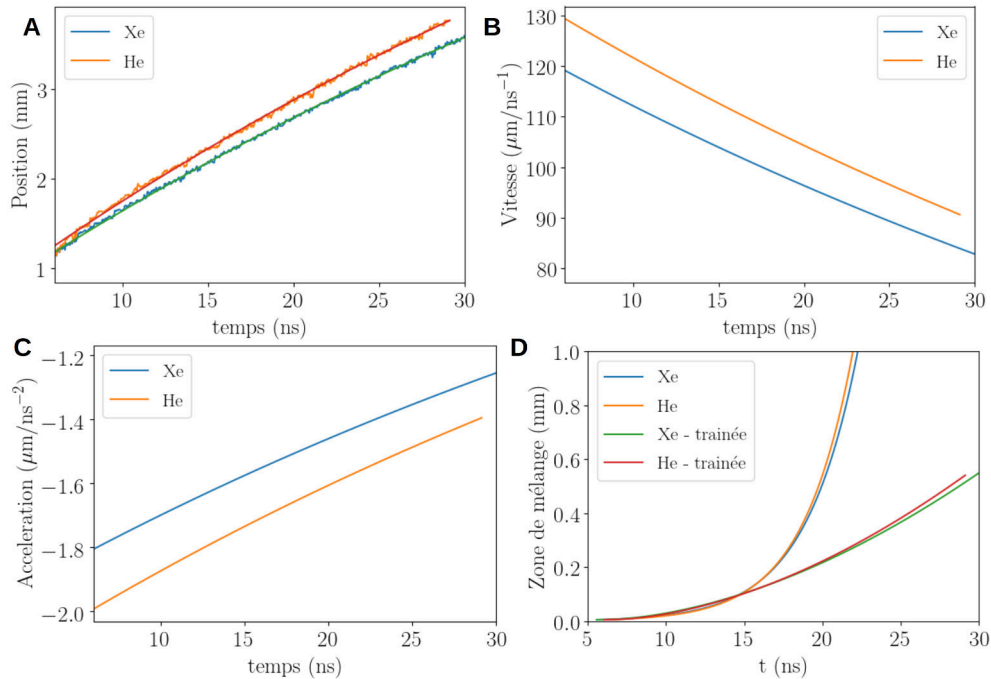 A
Xe
He
3
2
1
Position (mm)
10
15
20
25
30
temps (ns)
B
Xe
He
130
120
110
100
90
80
Vitesse (μm/ns⁻¹)
10
15
20
25
30
temps (ns)
C
Xe
He
−1.2
−1.4
−1.6
−1.8
−2.0
Acceleration (μm/ns⁻²)
10
15
20
25
30
temps (ns)
D
Xe
He
Xe - trainée
He - trainée
1.0
0.8
0.6
0.4
0.2
0.0
Zone de mélange (mm)
5
10
15
20
25
30
t (ns)